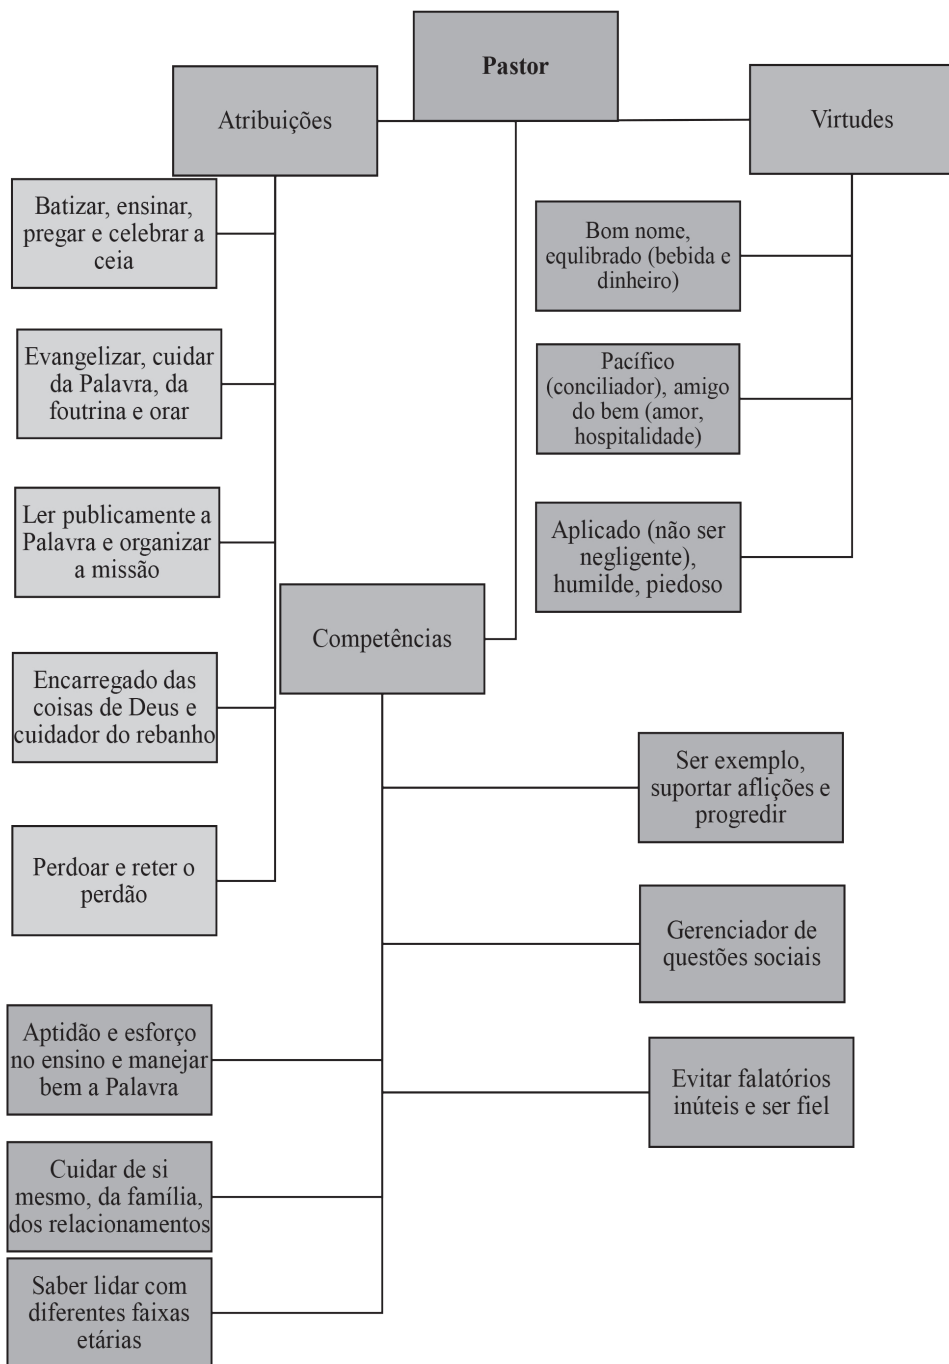 Pastor
Atribuições
Virtudes
Batizar, ensinar,
pregar e celebrar a
ceia
Evangelizar, cuidar
da Palavra, da
foutrina e orar
Ler publicamente a
Palavra e organizar
a missão
Encarregado das
coisas de Deus e
cuidador do rebanho
Perdoar e reter o
perdão
Bom nome,
equlibrado (bebida e
dinheiro)
Pacífico
(conciliador), amigo
do bem (amor,
hospitalidade)
Aplicado (não ser
negligente),
humilde, piedoso
Competências
Ser exemplo,
suportar aflições e
progredir
Gerenciador de
questões sociais
Evitar falatórios
inúteis e ser fiel
Aptidão e esforço
no ensino e manejar
bem a Palavra
Cuidar de si
mesmo, da família,
dos relacionamentos
Saber lidar com
diferentes faixas
etárias